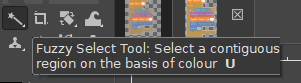 Fuzzy Select Tool: Select a contiguous
region on the basis of colour U